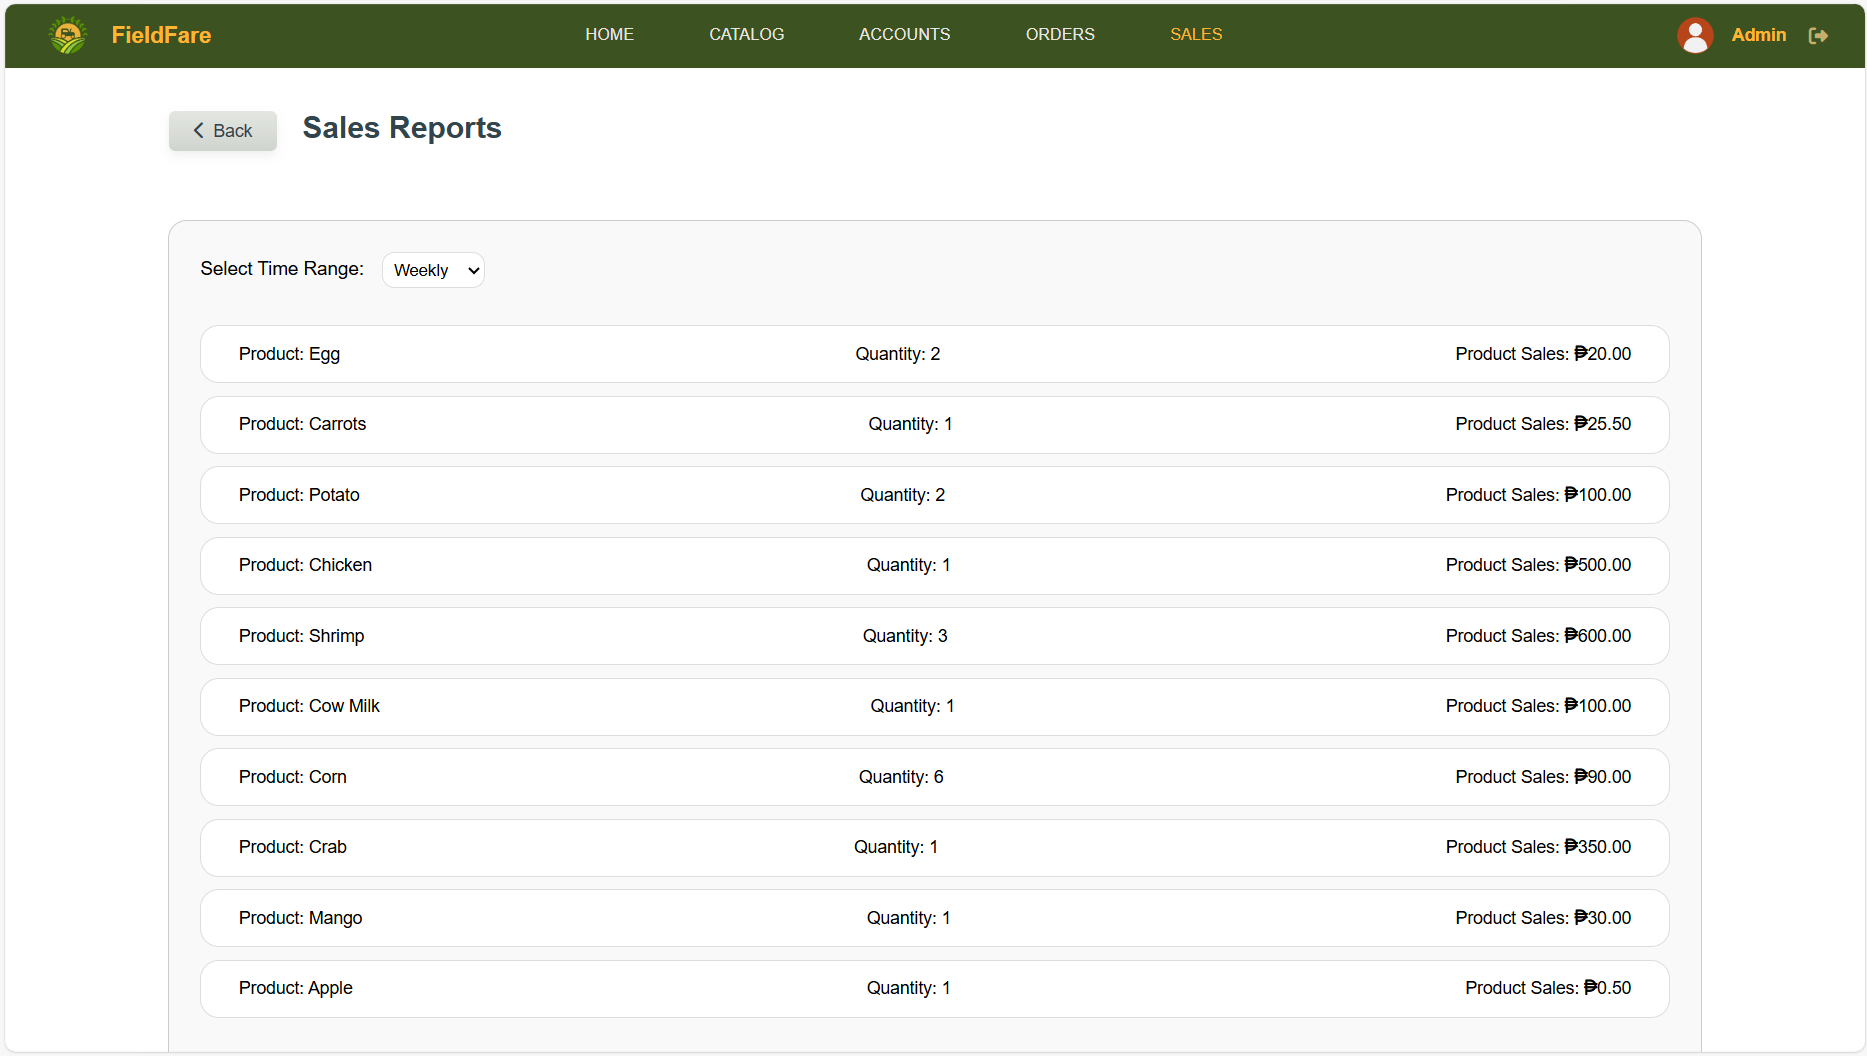 FieldFare HOME CATALOG ACCOUNTS ORDERS SALES Admin
Back Sales Reports
Select Time Range: Weekly
Product: Egg Quantity: 2 Product Sales: ₱20.00
Product: Carrots Quantity: 1 Product Sales: ₱25.50
Product: Potato Quantity: 2 Product Sales: ₱100.00
Product: Chicken Quantity: 1 Product Sales: ₱500.00
Product: Shrimp Quantity: 3 Product Sales: ₱600.00
Product: Cow Milk Quantity: 1 Product Sales: ₱100.00
Product: Corn Quantity: 6 Product Sales: ₱90.00
Product: Crab Quantity: 1 Product Sales: ₱350.00
Product: Mango Quantity: 1 Product Sales: ₱30.00
Product: Apple Quantity: 1 Product Sales: ₱0.50